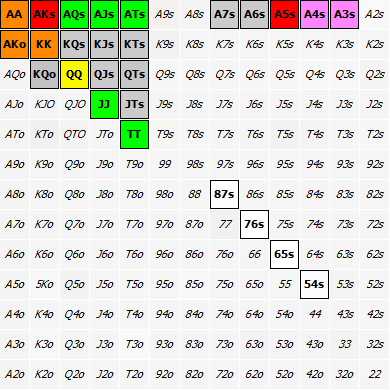 AA AKs AQs AJs ATs A9s A8s A7s A6s A5s A4s A3s A2s
AKo KK KQs KJs KTs K9s K8s K7s K6s K5s K4s K3s K2s
AQo KQo QQ QJs QTs Q9s Q8s Q7s Q6s Q5s Q4s Q3s Q2s
AJo KJO QJO JJ JTs J9s J8s J7s J6s J5s J4s J3s J2s
ATo KTo QTO JTo TT T9s T8s T7s T6s T5s T4s T3s T2s
A9o K9o Q9o J9o T9o 99 98s 97s 96s 95s 94s 93s 92s
A8o K8o Q8o J8o T8o 98o 88 87s 86s 85s 84s 83s 82s
A7o K7o Q7o J7o T7o 97o 87o 77 76s 75s 74s 73s 72s
A6o K6o Q6o J6o T6o 96o 86o 76o 66 65s 64s 63s 62s
A5o 5Ko Q5o J5o T5o 95o 85o 75o 65o 55 54s 53s 52s
A4o K4o Q4o J4o T4o 94o 84o 74o 64o 54o 44 43s 42s
A3o K3o Q3o J3o T3o 93o 83o 73o 63o 53o 43o 33 32s
A2o K2o Q2o J2o T2o 92o 82o 72o 62o 52o 42o 32o 22